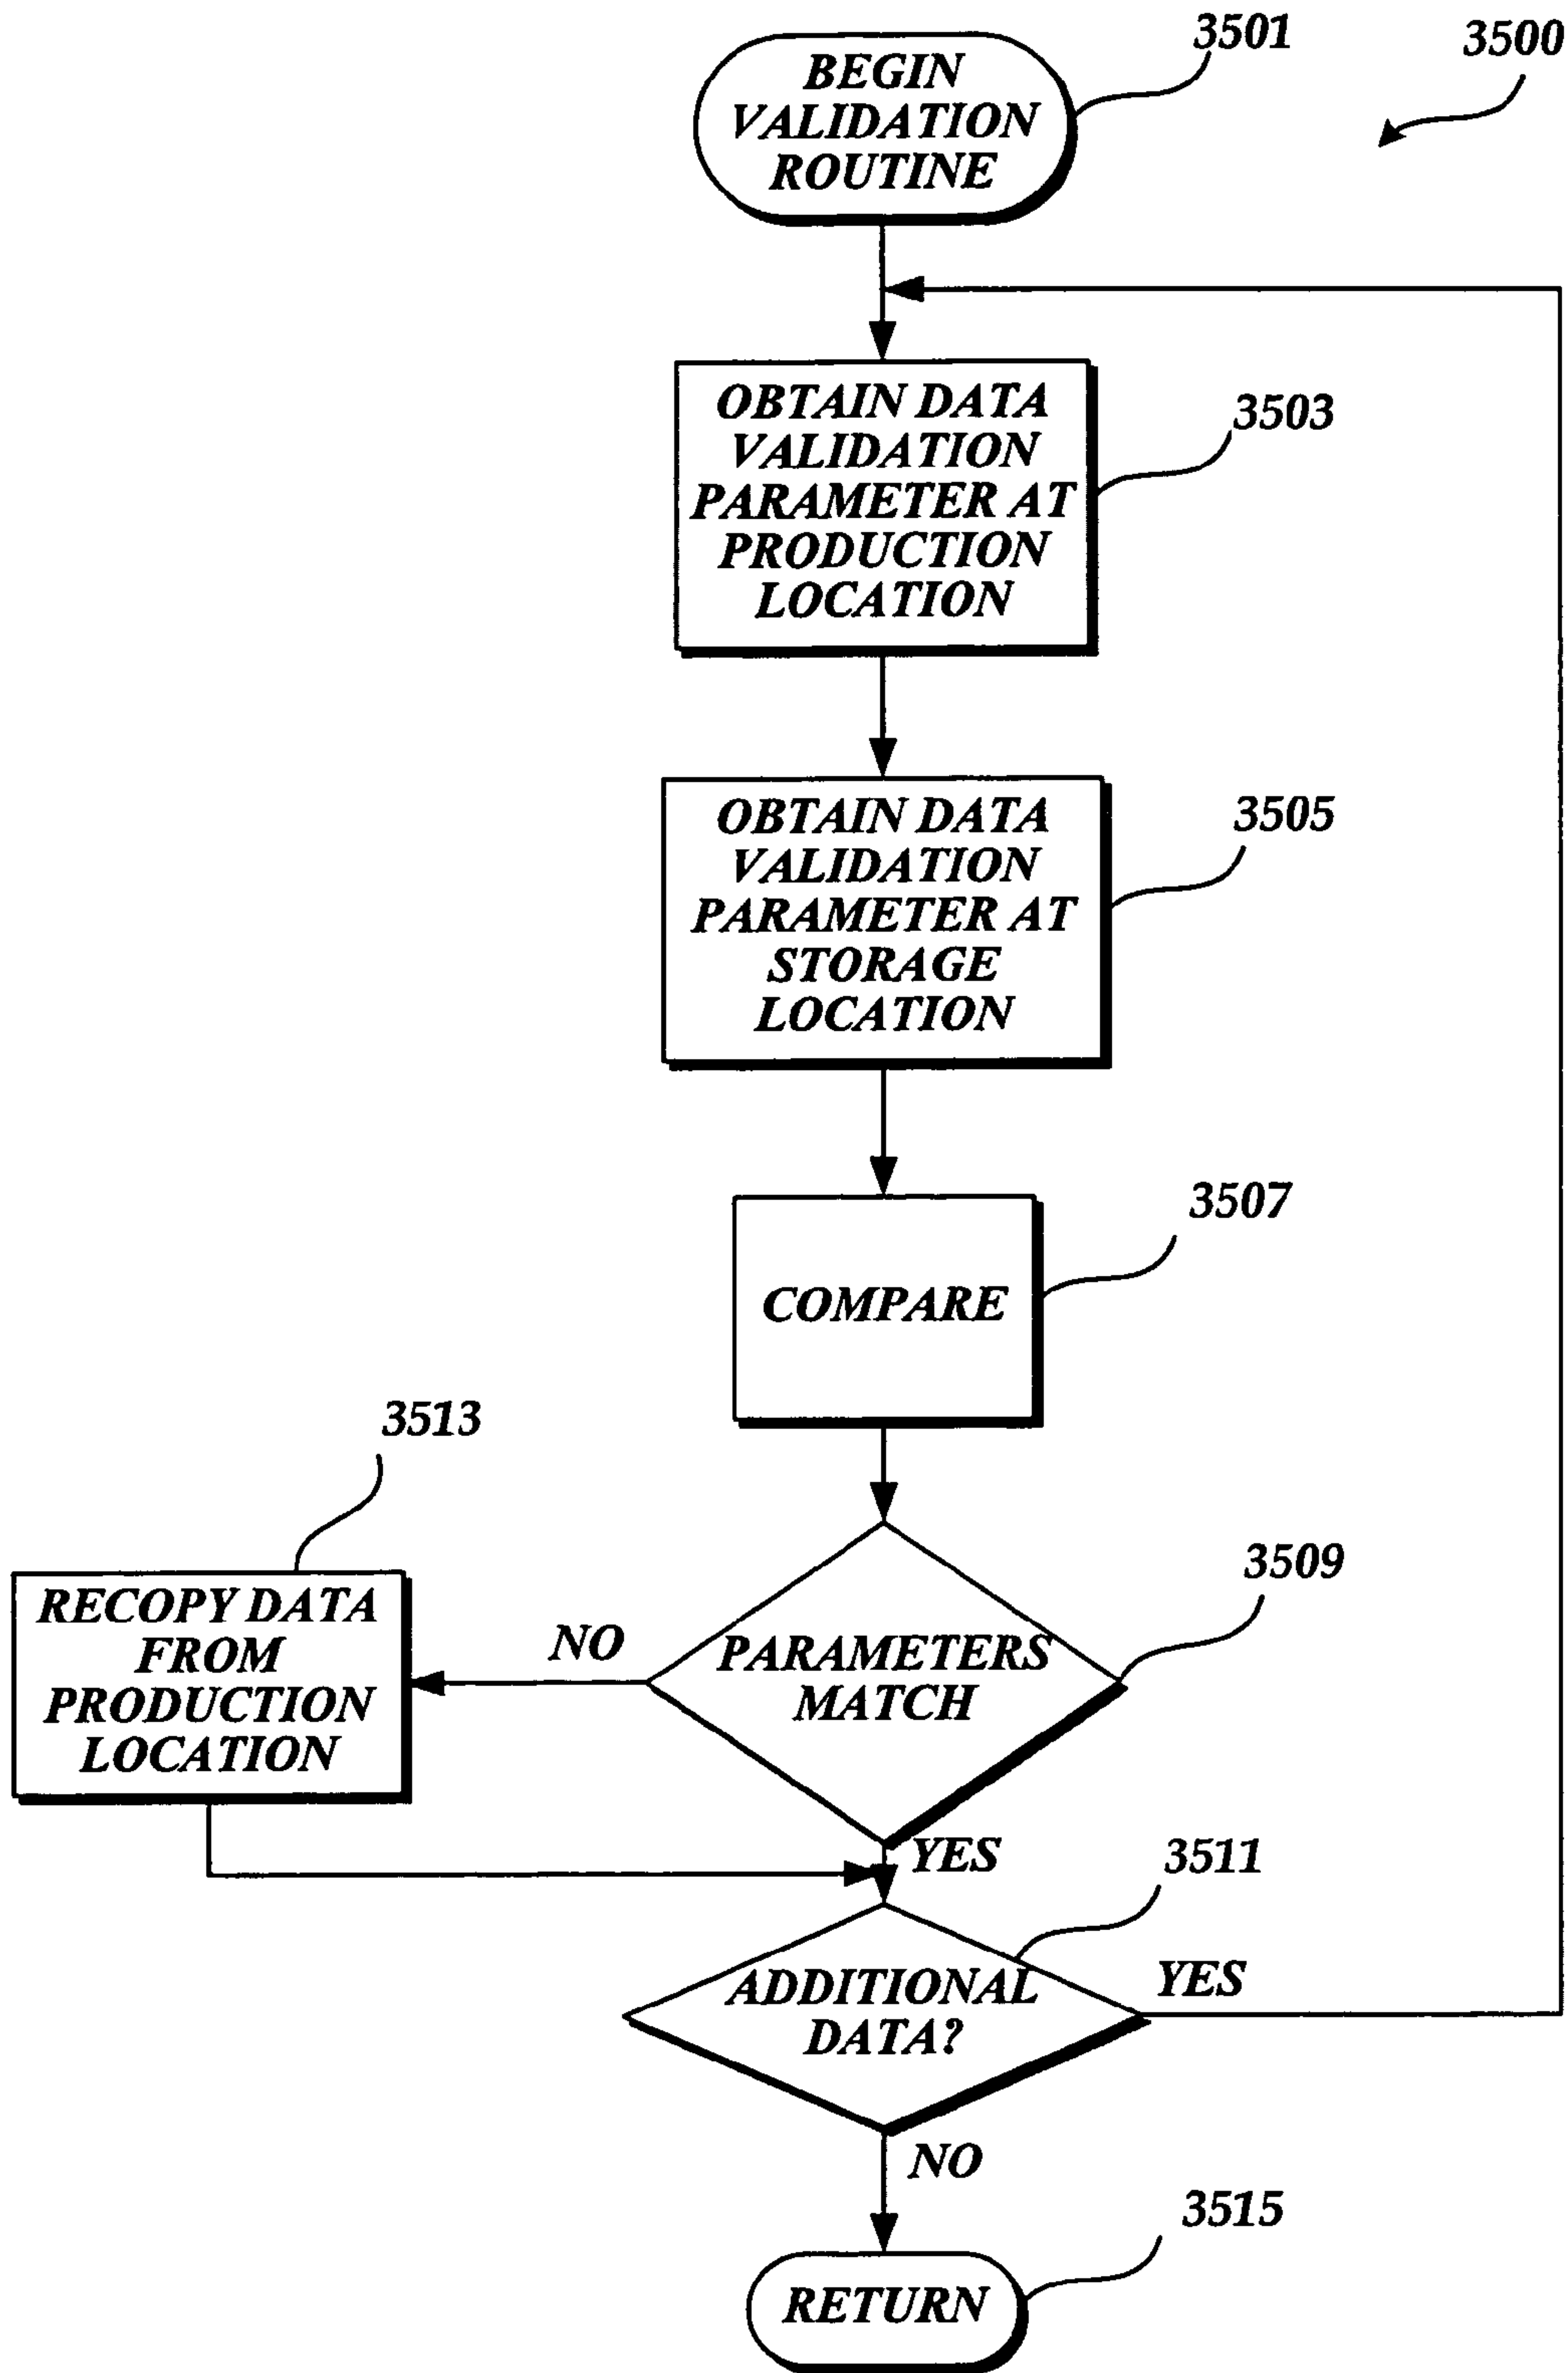 3501
3500
BEGIN
VALIDATION
ROUTINE
OBTAIN DATA
VALIDATION
PARAMETER AT
PRODUCTION
LOCATION
3503
OBTAIN DATA
VALIDATION
PARAMETER AT
STORAGE
LOCATION
3505
COMPARE
3507
3513
RECOPY DATA
FROM
PRODUCTION
LOCATION
NO
PARAMETERS
MATCH
3509
YES
3511
ADDITIONAL
DATA?
YES
NO
3515
RETURN